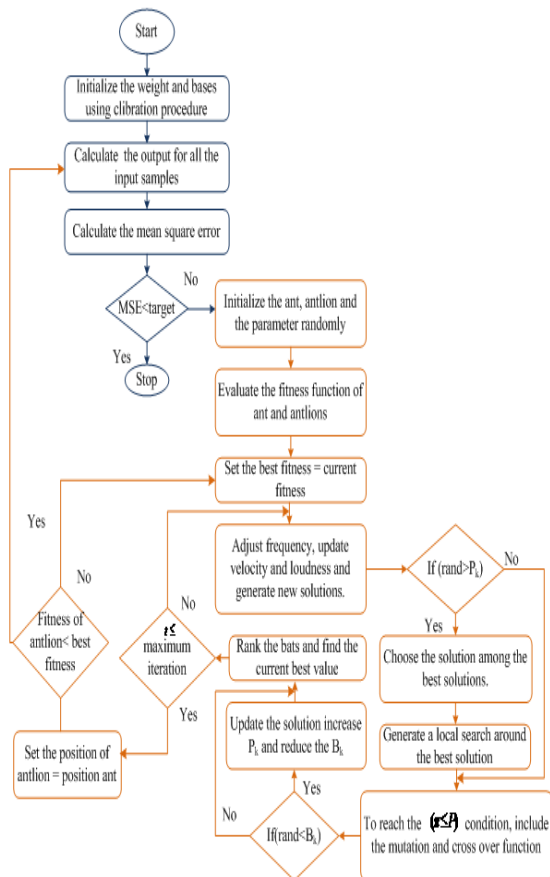 Start
Initialize the weight and bases
using clibration procedure
Calculate the output for all the
input samples
Calculate the mean square error
MSE<target
No
Yes
Stop
Initialize the ant, antlion and
the parameter randomly
Evaluate the fitness function of
ant and antlions
Set the best fitness = current
fitness
Adjust frequency, update
velocity and loudness and
generate new solutions.
If (rand>Pk)
No
Yes
Choose the solution among the
best solutions.
Generate a local search around
the best solution
To reach the condition, include
the mutation and cross over function
If(rand<Bk)
Yes
No
Update the solution increase
Pk and reduce the Bk
Rank the bats and find the
current best value
≤
maximum
iteration
No
Yes
Set the position of
antlion = position ant
Fitness of
antlion< best
fitness
Yes
No